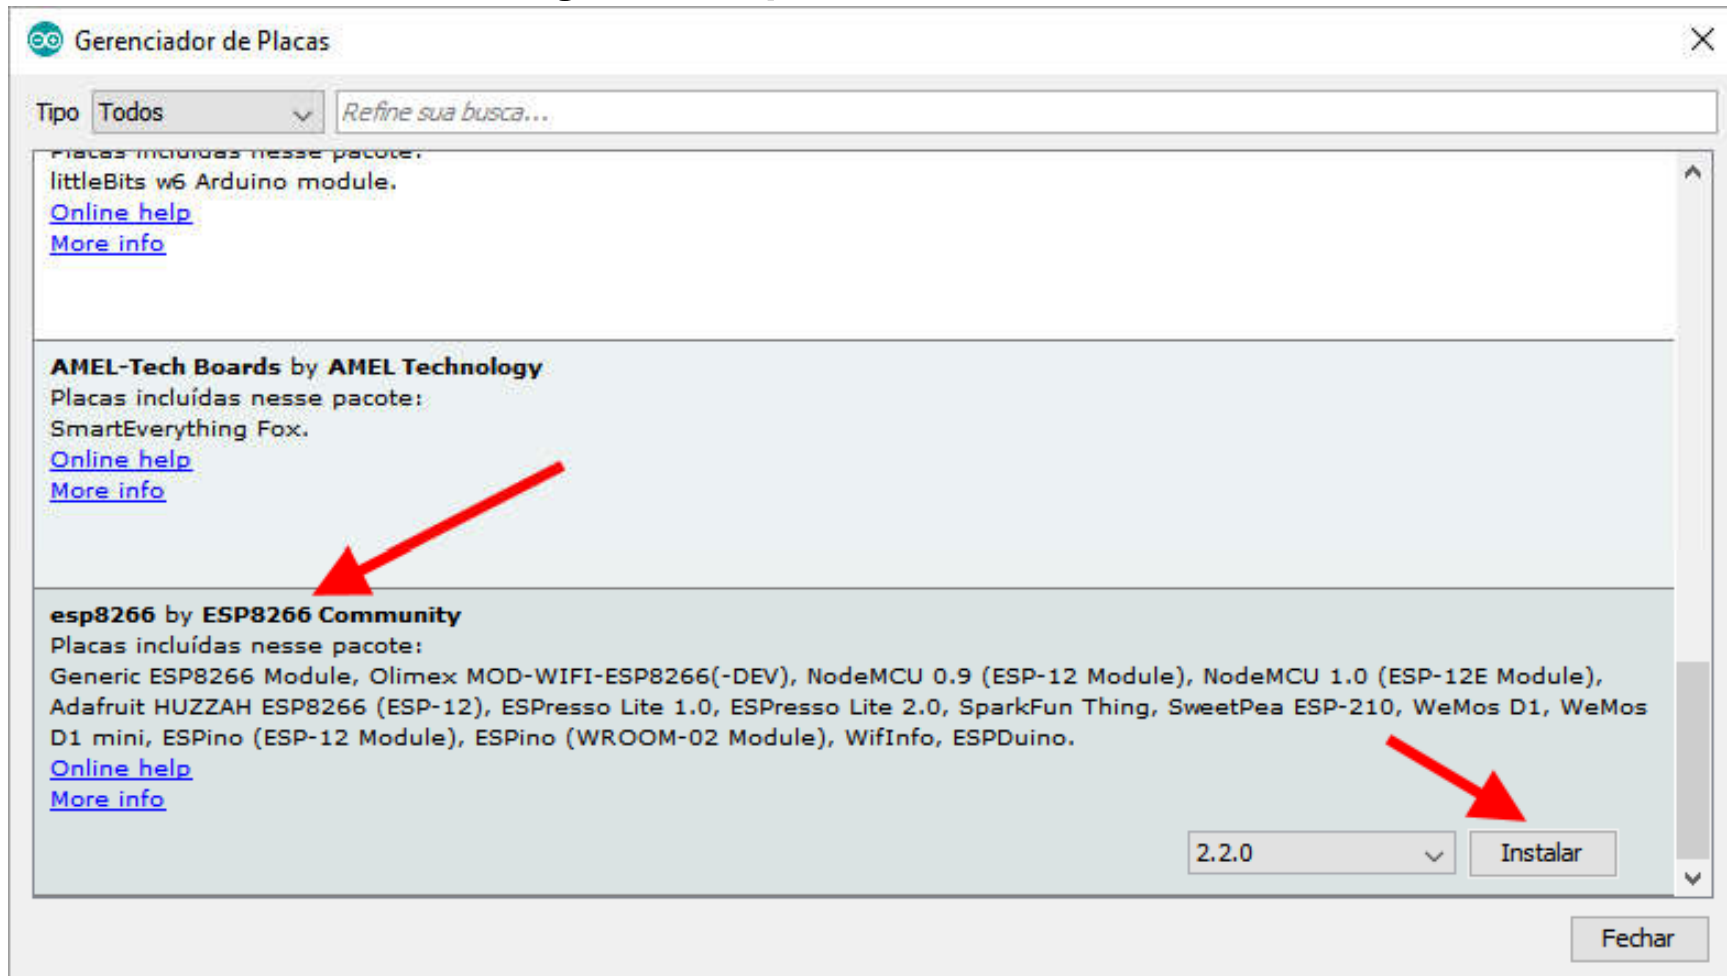 Gerenciador de Placas
Tipo Todos Refine sua busca...
Placas incluídas nesse pacote:
littleBits w6 Arduino module.
Online help
More info
AMEL-Tech Boards by AMEL Technology
Placas incluídas nesse pacote:
SmartEverything Fox.
Online help
More info
esp8266 by ESP8266 Community
Placas incluídas nesse pacote:
Generic ESP8266 Module, Olimex MOD-WIFI-ESP8266(-DEV), NodeMCU 0.9 (ESP-12 Module), NodeMCU 1.0 (ESP-12E Module),
Adafruit HUZZAH ESP8266 (ESP-12), ESPresso Lite 1.0, ESPresso Lite 2.0, SparkFun Thing, SweetPea ESP-210, WeMos D1, WeMos
D1 mini, ESPino (ESP-12 Module), ESPino (WROOM-02 Module), WifInfo, ESPDuino.
Online help
More info
2.2.0 Instalar
Fechar